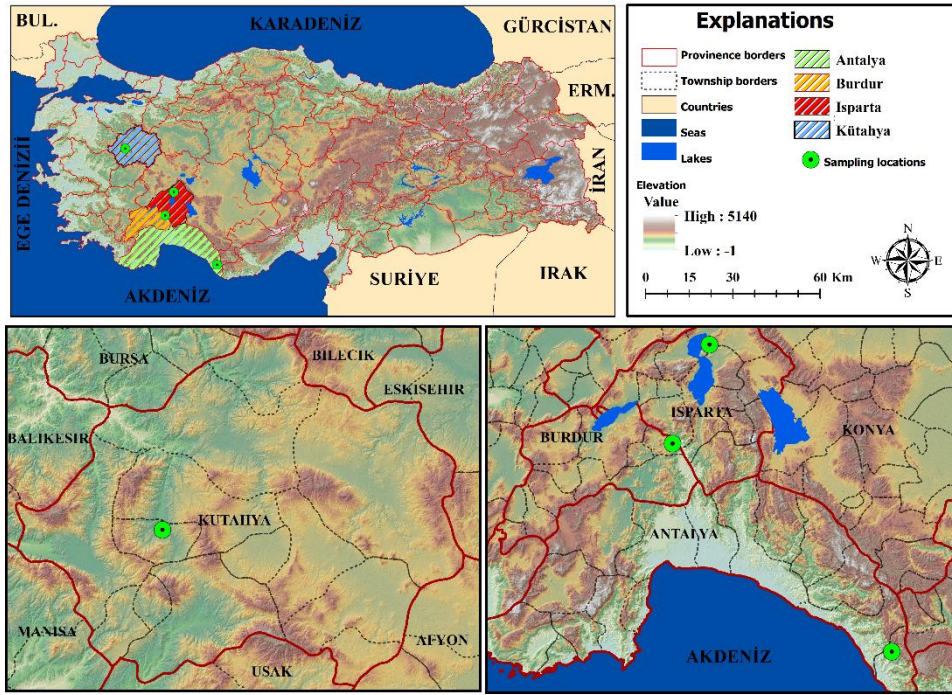 BUL.
KARADENİZ
GÜRCİSTAN
ERM.
İRAN
EGE DENİZİİ
AKDENİZ
SURİYE
IRAK
Explanations
Provinence borders
Township borders
Countries
Seas
Lakes
Antalya
Burdur
Isparta
Kütahya
Sampling locations
Elevation
Value
High : 5140
Low : -1
0 15 30 60 Km
N
W E
S
BURSA
BİLECİK
ESKISEHIR
BALIKESIR
KUTAHYA
MANISA
USAK
AFYON
ISPARTA
BURDUR
KONYA
ANTALYA
AKDENİZ